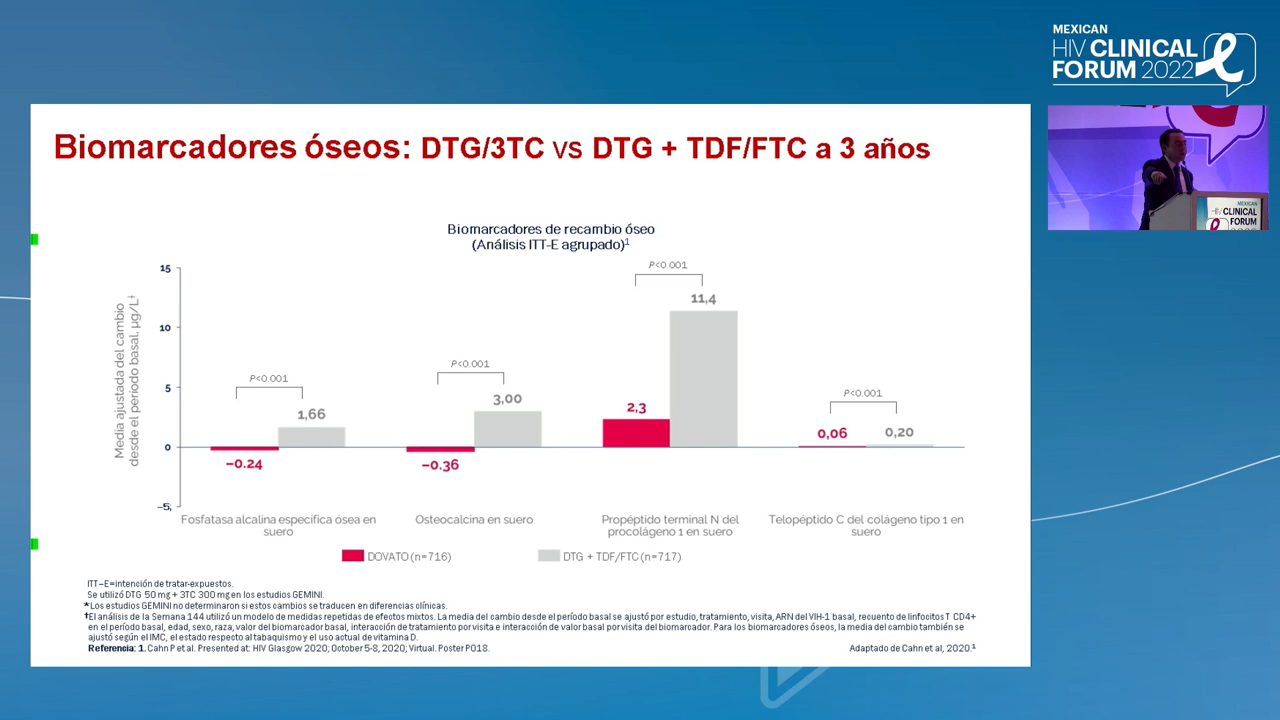 MEXICAN
HIV CLINICAL
FORUM 2022
Biomarcadores óseos: DTG/3TC vs DTG + TDF/FTC a 3 años
Biomarcadores de recambio óseo
(Análisis ITT-E agrupado)1
Media ajustada del cambio
desde el periodo basal, µg/L‡
15
10
5
0
–5,
P<0.001
1,66
–0.24
P<0.001
3,00
–0.36
P<0.001
11,4
2,3
P<0.001
0,06
0,20
Fosfatasa alcalina específica ósea en
suero
Osteocalcina en suero
Propéptido terminal N del
procolágeno 1 en suero
Telopéptido C del colágeno tipo 1 en
suero
DOVATO (n=716)
DTG + TDF/FTC (n=717)
ITT–E=intención de tratar-expuestos.
Se utilizó DTG 50 mg + 3TC 300 mg en los estudios GEMINI.
*Los estudios GEMINI no determinaron si estos cambios se traducen en diferencias clínicas.
‡El análisis de la Semana 144 utilizó un modelo de medidas repetidas de efectos mixtos. La media del cambio desde el período basal se ajustó por estudio, tratamiento, visita, ARN del VIH-1 basal, recuento de linfocitos T CD4+
en el período basal, edad, sexo, raza, valor del biomarcador basal, interacción de tratamiento por visita e interacción de valor basal por visita del biomarcador. Para los biomarcadores óseos, la media del cambio también se
ajustó según el IMC, el estado respecto al tabaquismo y el uso actual de vitamina D.
Referencia: 1. Cahn P et al. Presented at: HIV Glasgow 2020; October 5-8, 2020; Virtual. Poster P018.
Adaptado de Cahn et al, 2020.1
MEXICAN
HIV CLINICAL
FORUM